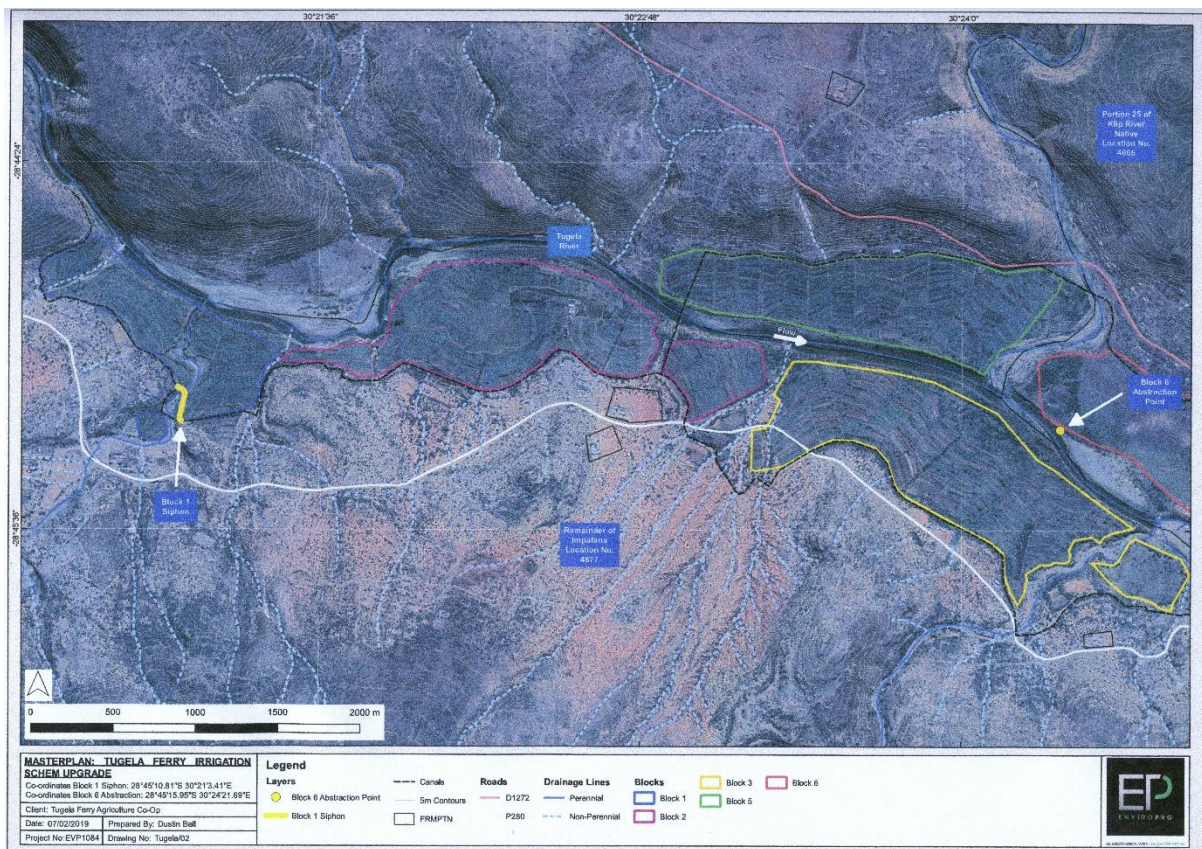 30°21'36"
30°22'48"
30°24'0"
-28°44'24"
-28°45'36"
Portion 25 of
Klip River
Native
Location No.
4665
Tugela
River
Flow
Block 6
Abstraction
Point
Block 1
Siphon
Remainder of
Impafana
Location No.
4677
0 500 1000 1500 2000 m
MASTERPLAN: TUGELA FERRY IRRIGATION
SCHEM UPGRADE
Co-ordinates Block 1 Siphon: 28°45'10.81"S 30°21'3.41"E
Co-ordinates Block 6 Abstraction: 28°45'15.95"S 30°24'21.69"E
Client: Tugela Ferry Agriculture Co-Op
Date: 07/02/2019 Prepared By: Dustin Bell
Project No:EVP1084 Drawing No: Tugela/02
Legend
Layers
Block 6 Abstraction Point
Block 1 Siphon
Canals
5m Contours
FRMPTN
Roads
D1272
P280
Drainage Lines
Perennial
Non-Perennial
Blocks
Block 1
Block 2
Block 3
Block 5
Block 6
EP
ENVIROPRO